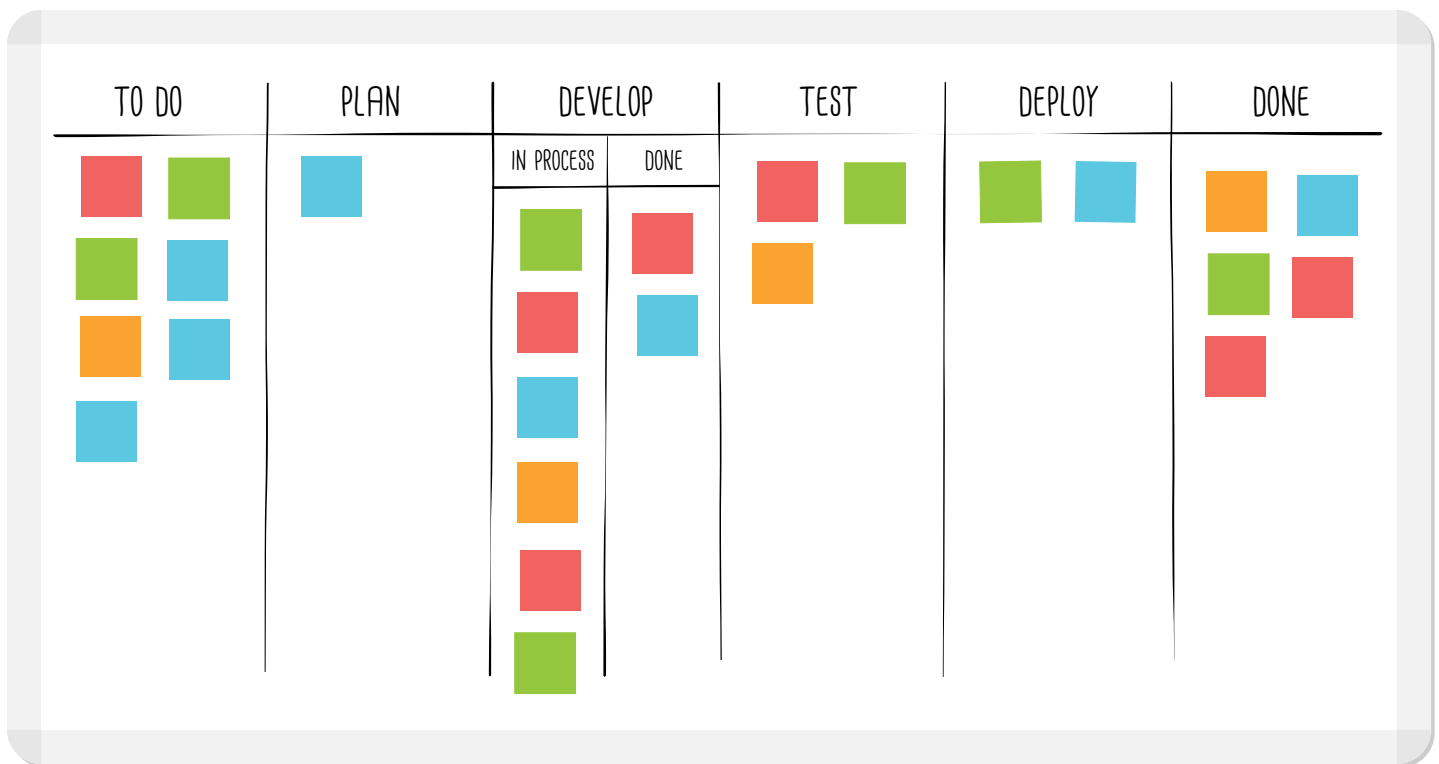 TO DO
PLAN
DEVELOP
TEST
DEPLOY
DONE
IN PROCESS
DONE